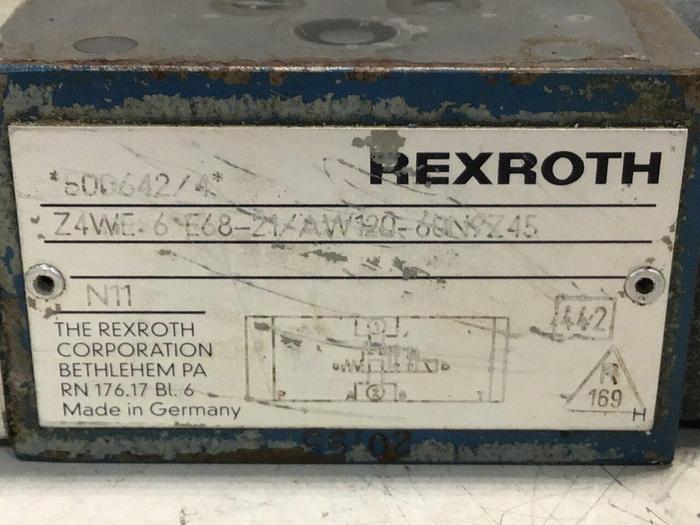 REXROTH
*500642/4*
Z4WE 6 E68-21/AW120-60N9Z45
N11
THE REXROTH
CORPORATION
BETHLEHEM PA
RN 176.17 Bl. 6
Made in Germany
442
R
169
H